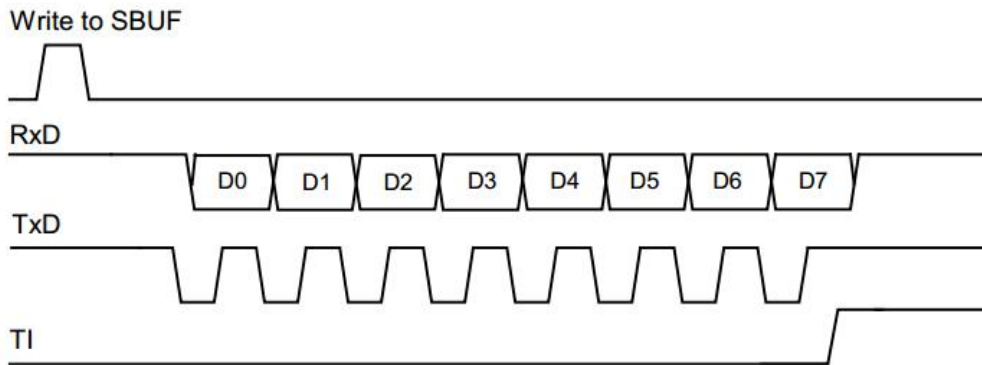 Write to SBUF
RxD
D0 D1 D2 D3 D4 D5 D6 D7
TxD
TI